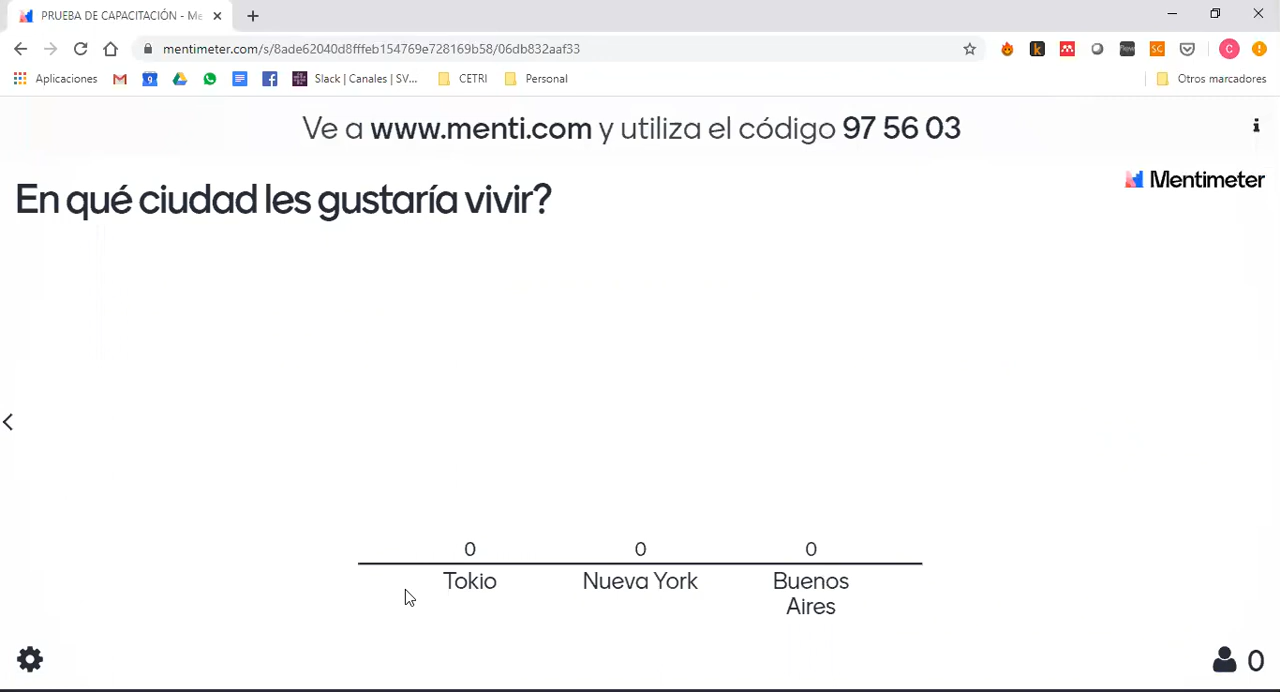 PRUEBA DE CAPACITACIÓN - Me
mentimeter.com/s/8ade62040d8fffeb154769e728169b58/06db832aaf33
Aplicaciones
Slack | Canales | SV...
CETRI
Personal
Otros marcadores
Ve a www.menti.com y utiliza el código 97 56 03
Mentimeter
En qué ciudad les gustaría vivir?
0 0 0
Tokio Nueva York Buenos
Aires
0